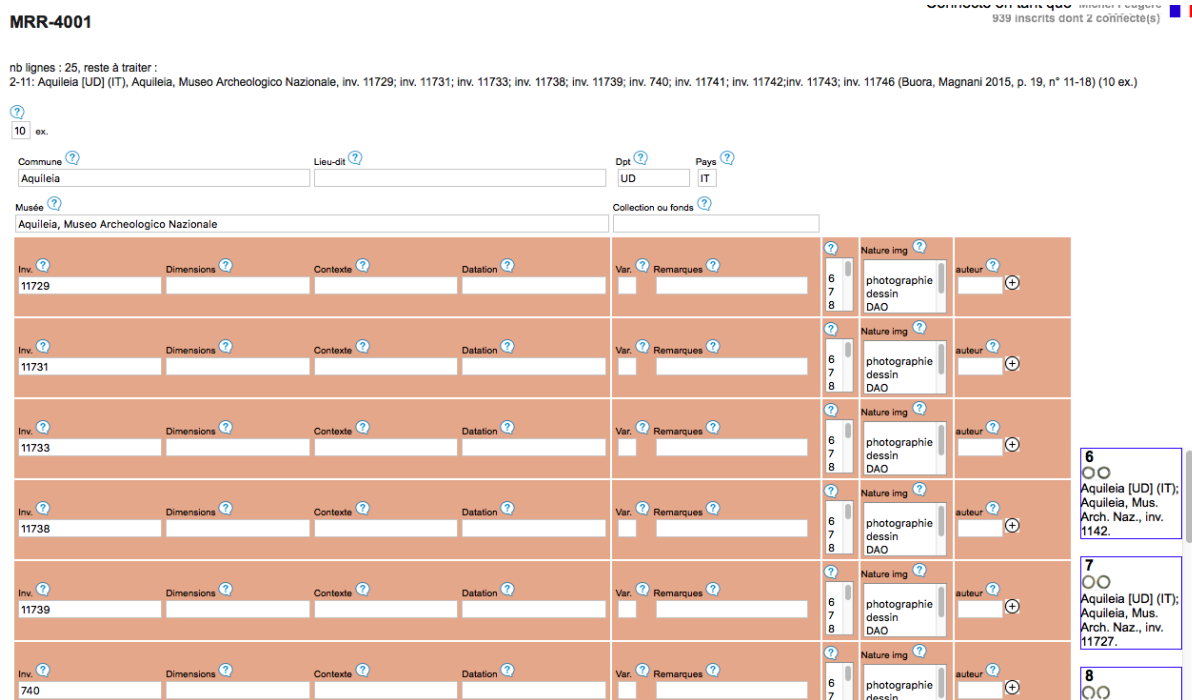 MRR-4001
939 inscrits dont 2 connecté(s)
nb lignes : 25, reste à traiter :
2-11: Aquileia [UD] (IT), Aquileia, Museo Archeologico Nazionale, inv. 11729; inv. 11731; inv. 11733; inv. 11738; inv. 11739; inv. 740; inv. 11741; inv. 11742;inv. 11743; inv. 11746 (Buora, Magnani 2015, p. 19, n° 11-18) (10 ex.)
?
10 ex.
Commune ? Lieu-dit ? Dpt ? Pays ?
Aquileia UD IT
Musée ? Collection ou fonds ?
Aquileia, Museo Archeologico Nazionale
Inv. ? Dimensions ? Contexte ? Datation ? Var. ? Remarques ? ? Nature img ? auteur ?
11729
6
7
8
photographie
dessin
DAO
Inv. ? Dimensions ? Contexte ? Datation ? Var. ? Remarques ? ? Nature img ? auteur ?
11731
6
7
8
photographie
dessin
DAO
Inv. ? Dimensions ? Contexte ? Datation ? Var. ? Remarques ? ? Nature img ? auteur ?
11733
6
7
8
photographie
dessin
DAO
Inv. ? Dimensions ? Contexte ? Datation ? Var. ? Remarques ? ? Nature img ? auteur ?
11738
6
7
8
photographie
dessin
DAO
Inv. ? Dimensions ? Contexte ? Datation ? Var. ? Remarques ? ? Nature img ? auteur ?
11739
6
7
8
photographie
dessin
DAO
Inv. ? Dimensions ? Contexte ? Datation ? Var. ? Remarques ? ? Nature img ? auteur ?
740
6
7
photographie
dessin
6
Aquileia [UD] (IT);
Aquileia, Mus.
Arch. Naz., inv.
1142.
7
Aquileia [UD] (IT);
Aquileia, Mus.
Arch. Naz., inv.
11727.
8